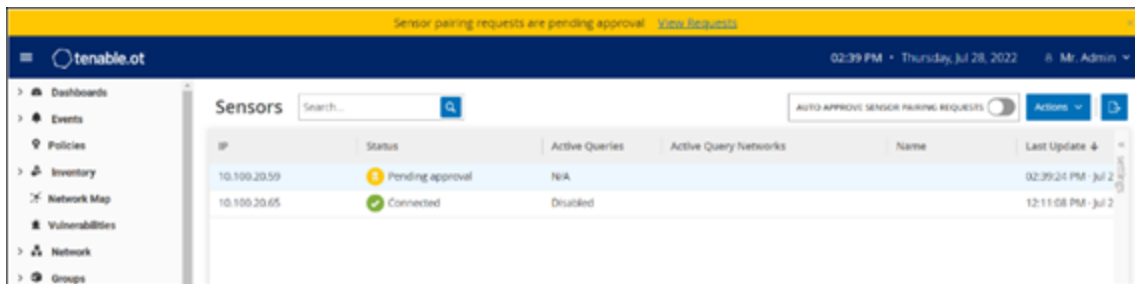 Sensor pairing requests are pending approval View Requests
tenable.ot 02:39 PM • Thursday, Jul 28, 2022 Mr. Admin
Dashboards
Events
Policies
Inventory
Network Map
Vulnerabilities
Network
Groups
Sensors Search... AUTO APPROVE SENSOR PAIRING REQUESTS Actions
IP Status Active Queries Active Query Networks Name Last Update
10.100.20.59 Pending approval N/A 02:39:24 PM · Jul 2
10.100.20.65 Connected Disabled 12:11:08 PM · Jul 2
Settings